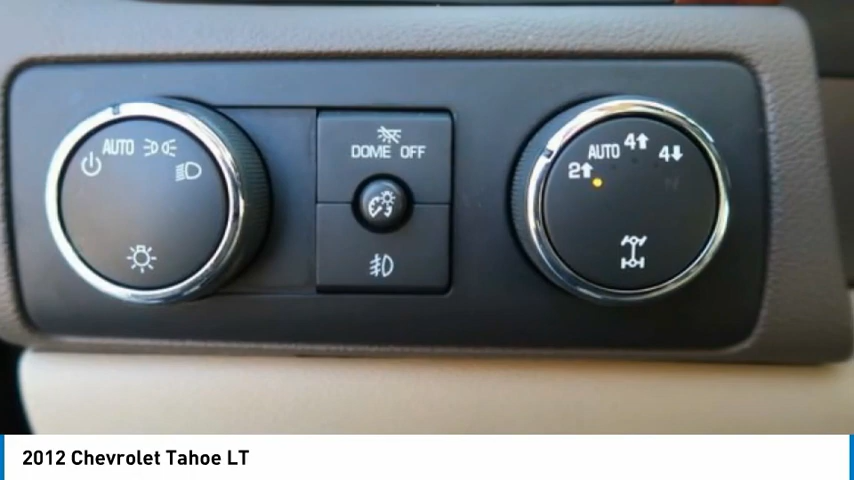 AUTO
DOME OFF
2↑ AUTO 4↑ 4↓
N
2012 Chevrolet Tahoe LT